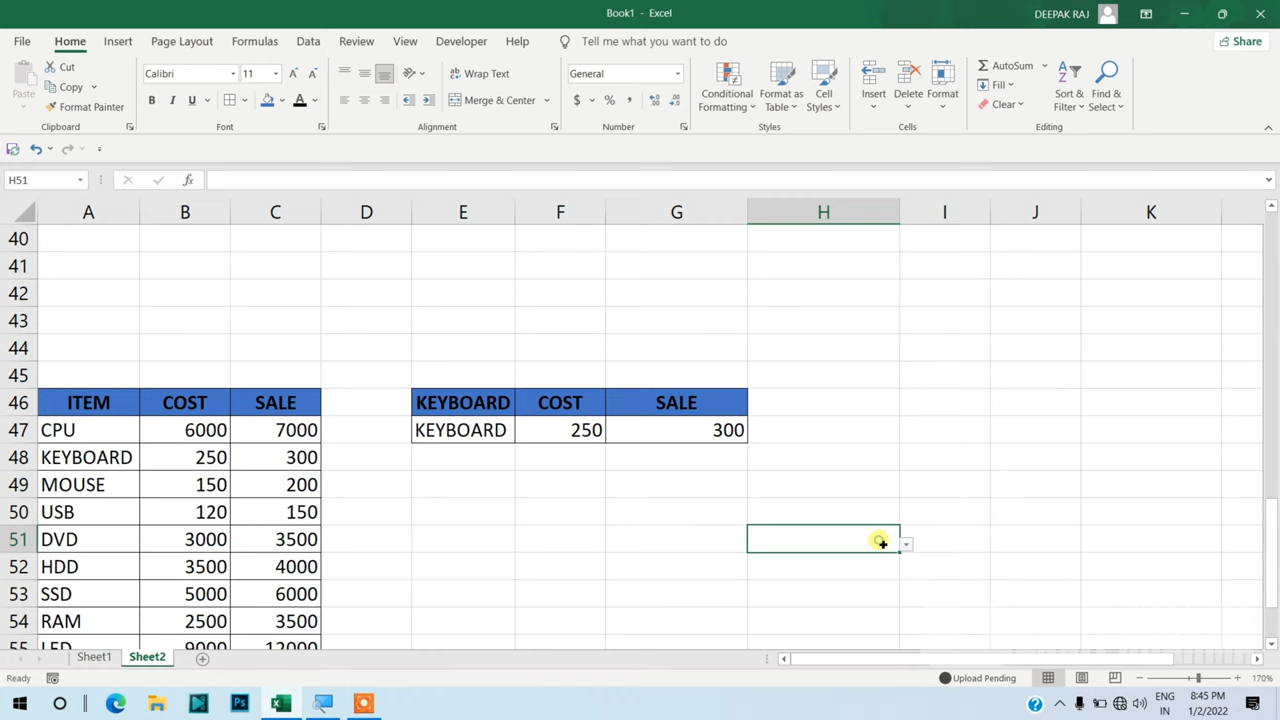 Book1 - Excel
DEEPAK RAJ
File Home Insert Page Layout Formulas Data Review View Developer Help Tell me what you want to do Share
Paste
Cut
Copy
Format Painter
Clipboard
Calibri 11
B I U A
Font
Wrap Text
Merge & Center
Alignment
General
$ % ,
Number
Conditional Formatting
Format as Table
Cell Styles
Styles
Insert Delete Format
Cells
AutoSum
Fill
Clear
Sort & Filter
Find & Select
Editing
H51 fx
A B C D E F G H I J K
40
41
42
43
44
45
46 ITEM COST SALE KEYBOARD COST SALE
47 CPU 6000 7000 KEYBOARD 250 300
48 KEYBOARD 250 300
49 MOUSE 150 200
50 USB 120 150
51 DVD 3000 3500
52 HDD 3500 4000
53 SSD 5000 6000
54 RAM 2500 3500
55 LED 9000 12000
Sheet1 Sheet2
Ready Upload Pending 170%
Ps
ENG
IN
8:45 PM
1/2/2022